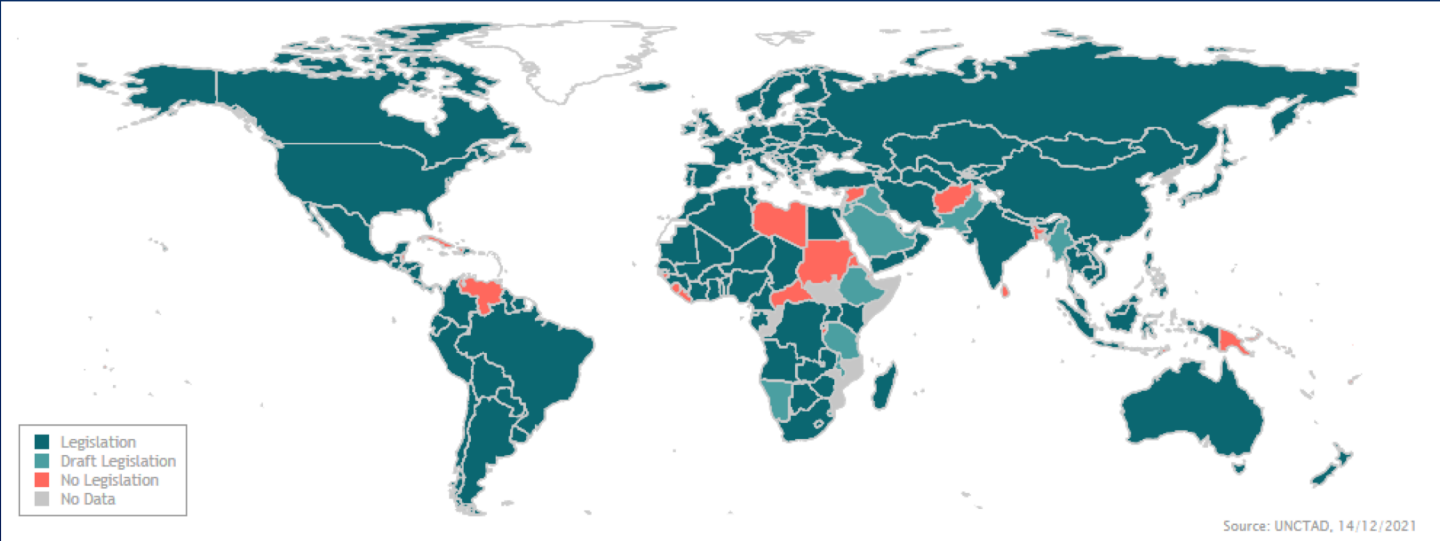 Legislation
Draft Legislation
No Legislation
No Data
Source: UNCTAD, 14/12/2021